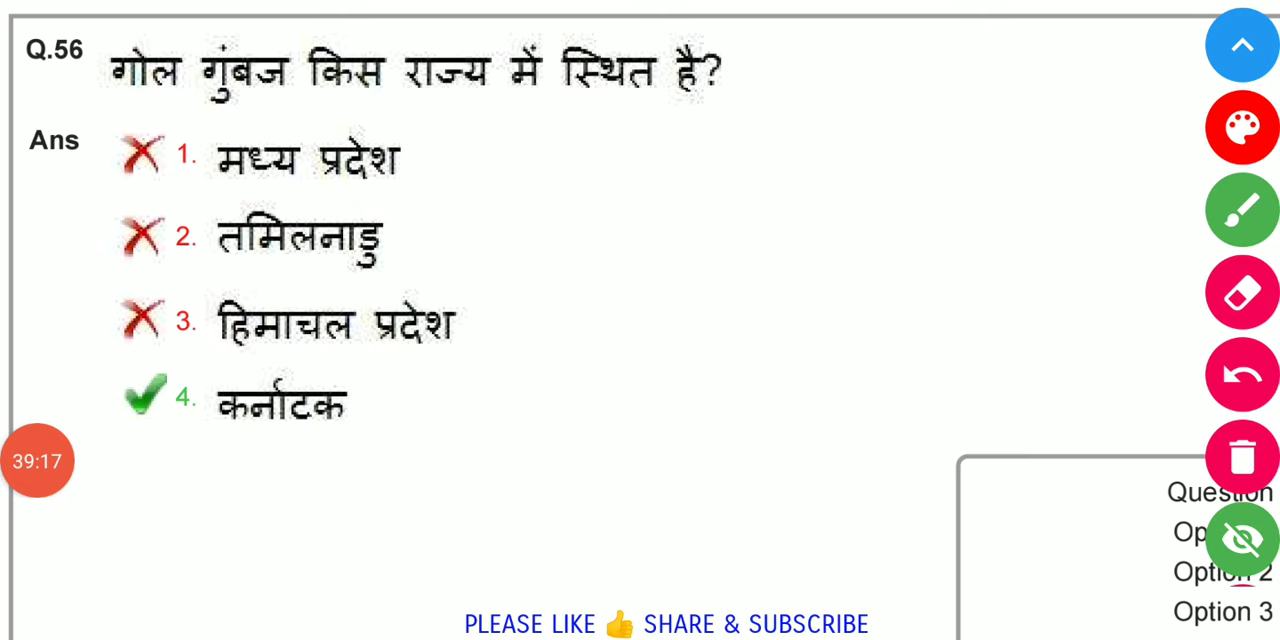 Q.56 गोल गुंबज किस राज्य में स्थित है?
Ans 1. मध्य प्रदेश
2. तमिलनाडु
3. हिमाचल प्रदेश
4. कर्नाटक
39:17
Question
Option 2
Option 3
PLEASE LIKE 👍 SHARE & SUBSCRIBE